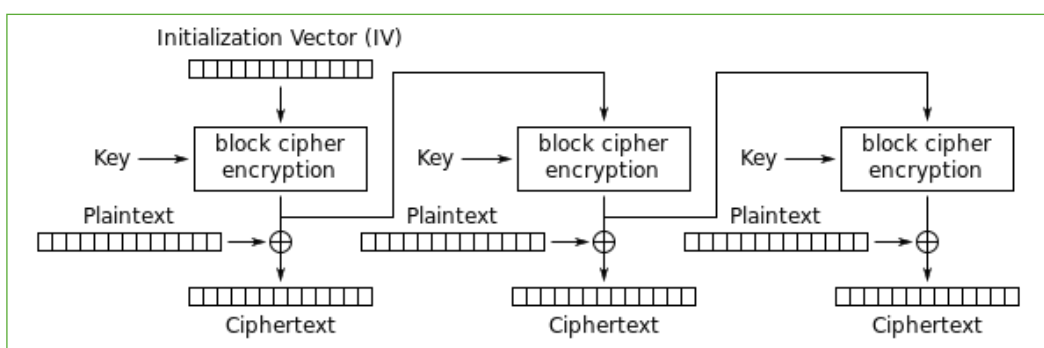 Initialization Vector (IV)
Key
block cipher
encryption
Key
block cipher
encryption
Key
block cipher
encryption
Plaintext
Plaintext
Plaintext
Ciphertext
Ciphertext
Ciphertext